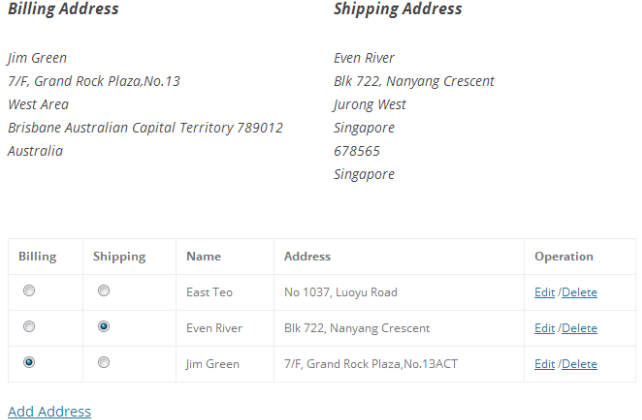 Billing Address
Jim Green
7/F, Grand Rock Plaza,No.13
West Area
Brisbane Australian Capital Territory 789012
Australia
Shipping Address
Even River
Blk 722, Nanyang Crescent
Jurong West
Singapore
678565
Singapore
Billing Shipping Name Address Operation
East Teo No 1037, Luoyu Road Edit /Delete
Even River Blk 722, Nanyang Crescent Edit /Delete
Jim Green 7/F, Grand Rock Plaza,No.13ACT Edit /Delete
Add Address